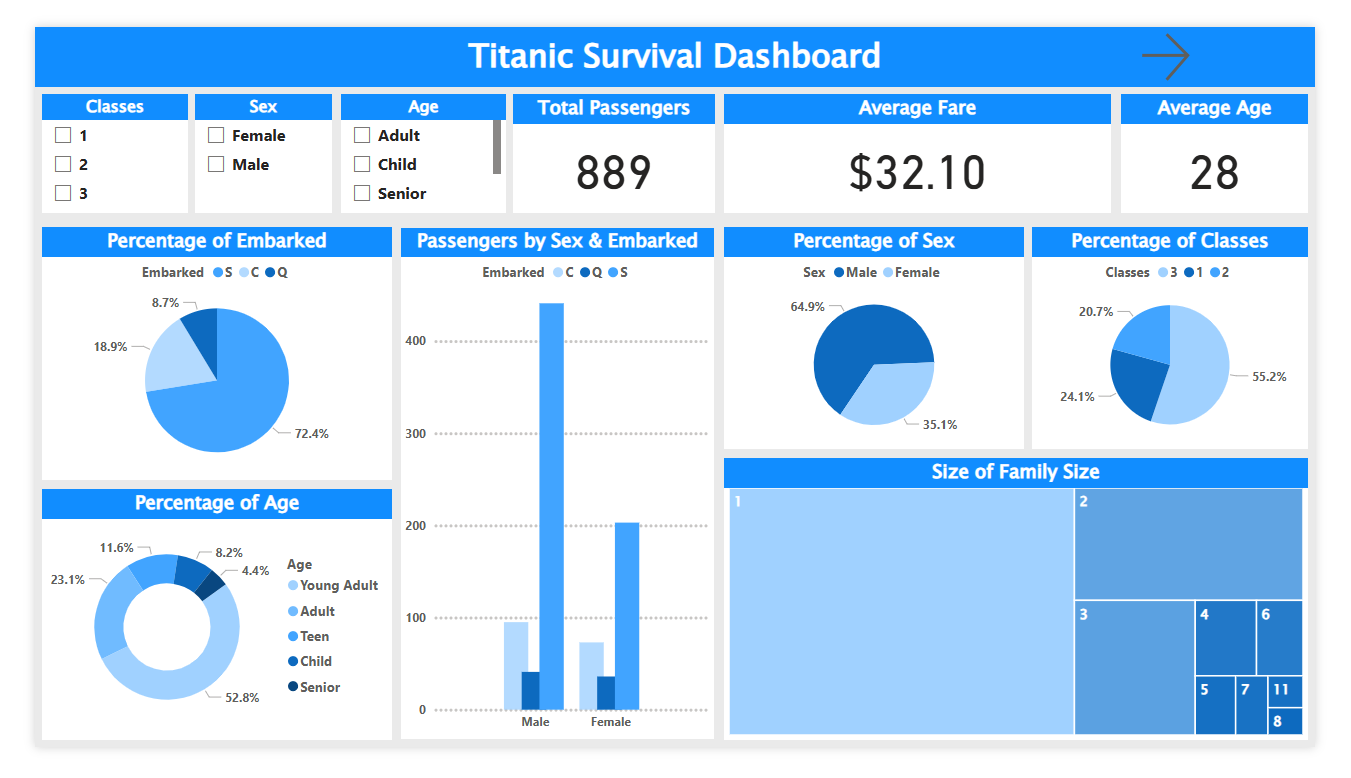 Titanic Survival Dashboard
Classes
1
2
3
Sex
Female
Male
Age
Adult
Child
Senior
Total Passengers
889
Average Fare
$32.10
Average Age
28
Percentage of Embarked
Embarked S C Q
8.7%
18.9%
72.4%
Percentage of Age
11.6%
8.2%
4.4%
23.1%
52.8%
Age
Young Adult
Adult
Teen
Child
Senior
Passengers by Sex & Embarked
Embarked C Q S
400
300
200
100
0
Male Female
Percentage of Sex
Sex Male Female
64.9%
35.1%
Percentage of Classes
Classes 3 1 2
20.7%
55.2%
24.1%
Size of Family Size
1
2
3
4
6
5
7
11
8